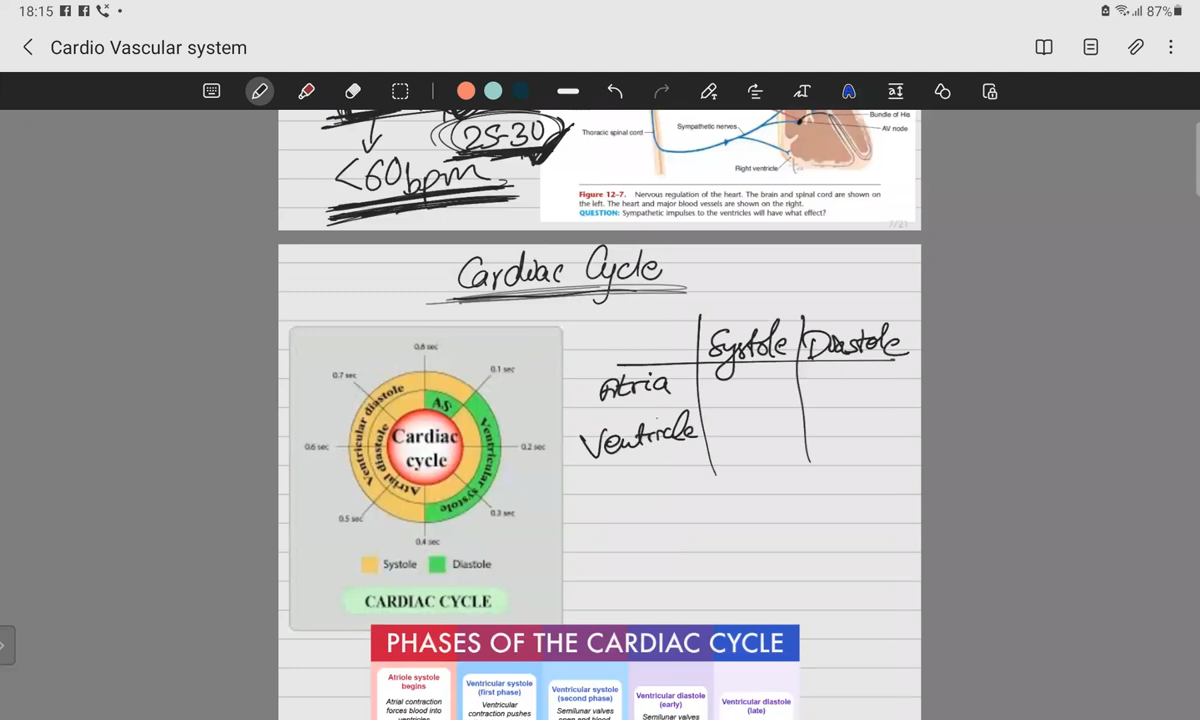 18:15
87%
Cardio Vascular system
25-30
<60bpm
Thoracic spinal cord
Sympathetic nerves
Bundle of His
AV node
Right ventricle
Figure 12-7. Nervous regulation of the heart. The brain and spinal cord are shown on
the left. The heart and major blood vessels are shown on the right.
QUESTION: Sympathetic impulses to the ventricles will have what effect?
7/21
Cardiac Cycle
Systole Diastole
Atria
Ventricle
0.8 sec
0.7 sec
0.1 sec
0.6 sec
0.2 sec
0.5 sec
0.3 sec
0.4 sec
Ventricular diastole
Atrial diastole
A.S
Ventricular systole
Cardiac
cycle
Systole
Diastole
CARDIAC CYCLE
PHASES OF THE CARDIAC CYCLE
Atriole systole
begins
Atrial contraction
forces blood into
Ventricular systole
(first phase)
Ventricular
contraction pushes
Ventricular systole
(second phase)
Semilunar valves
Ventricular diastole
(early)
Semilunar valves
Ventricular diastole
(late)